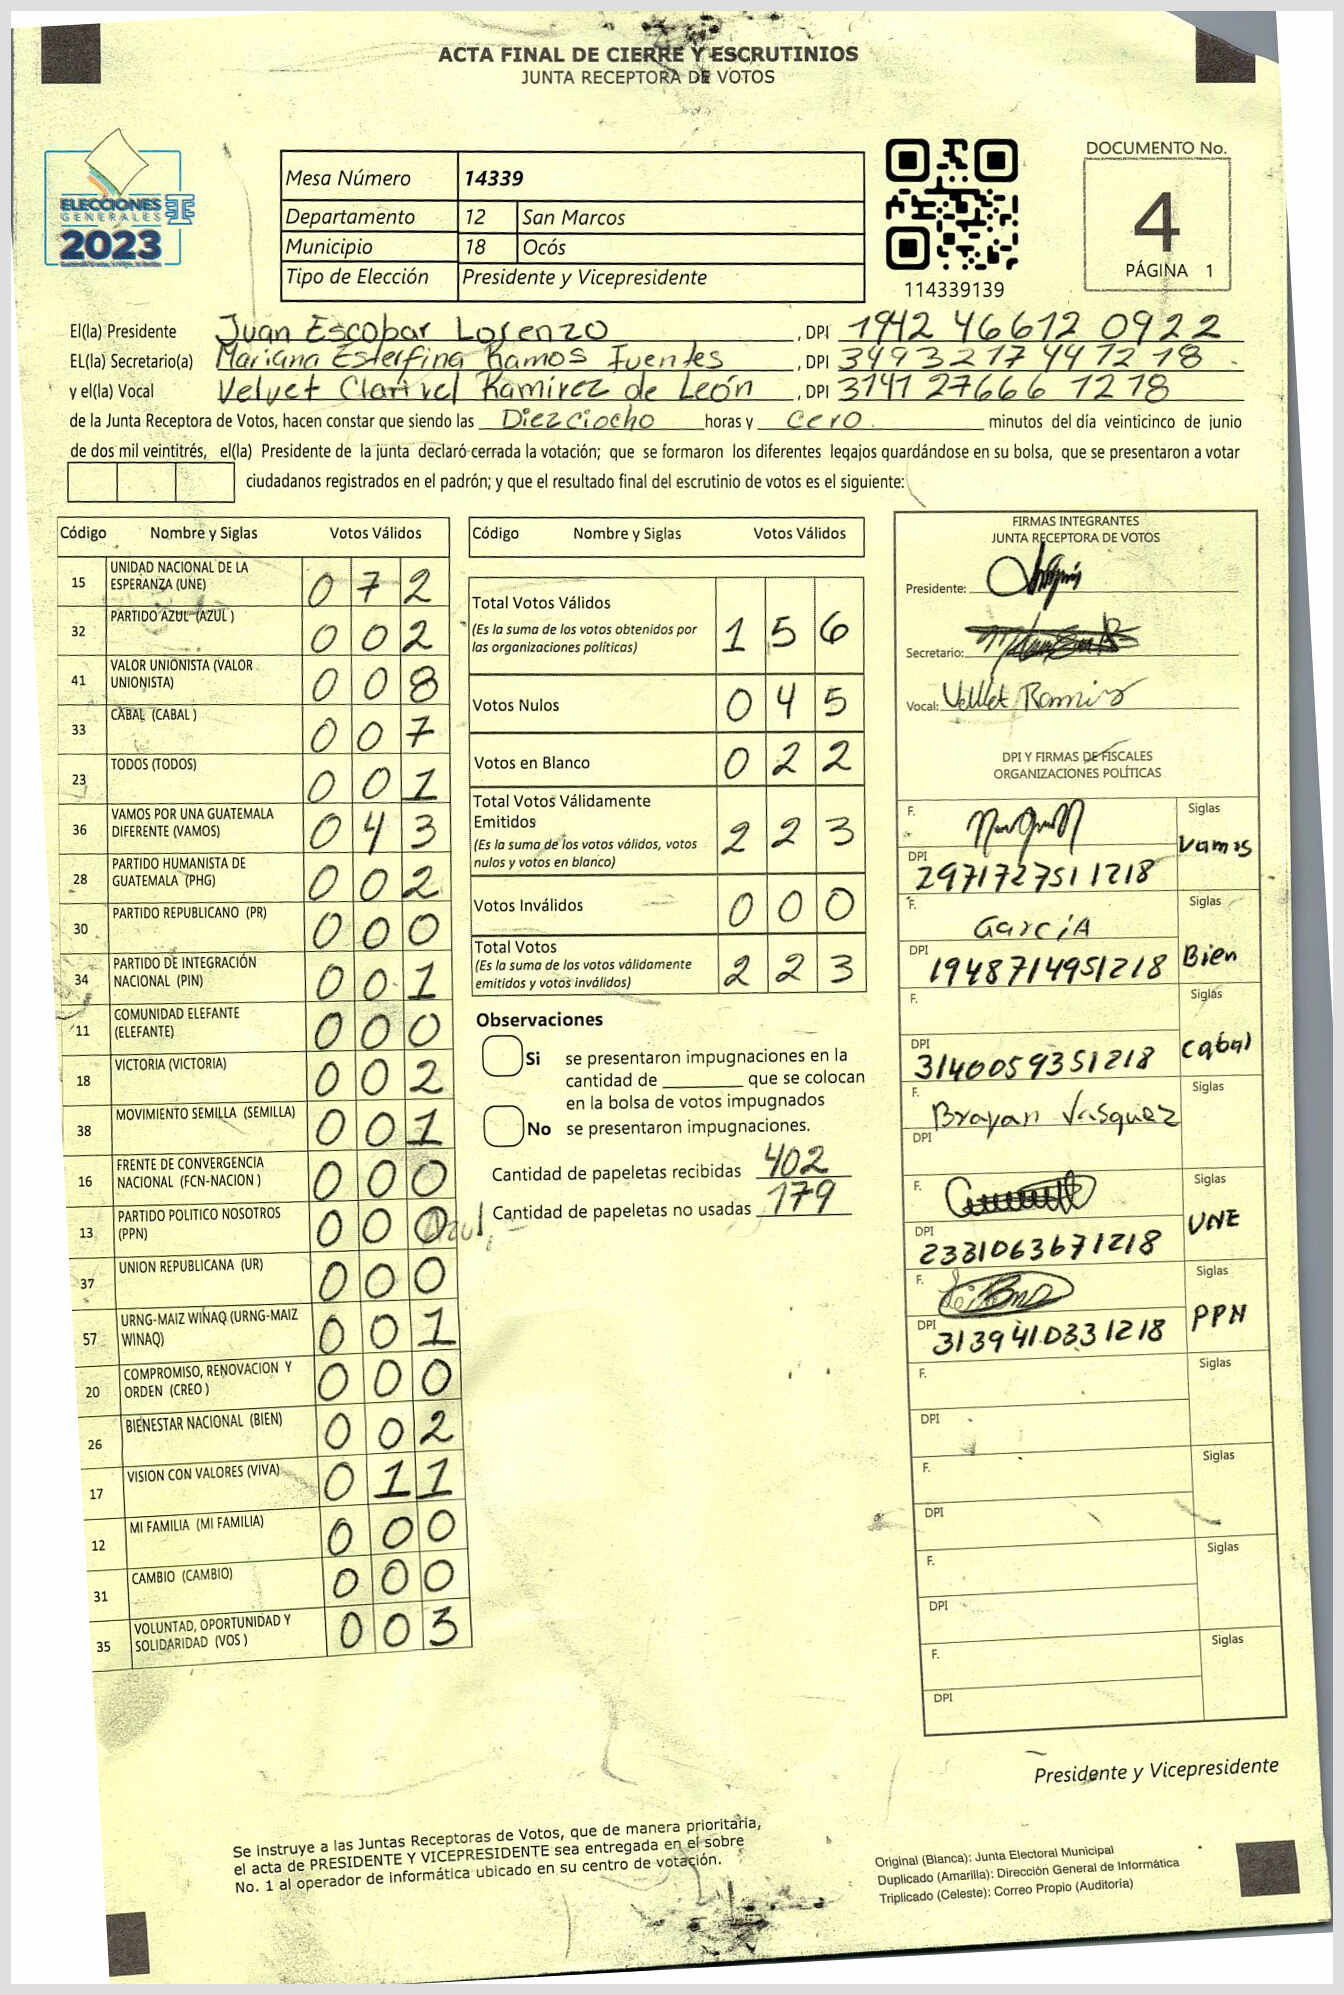 ACTA FINAL DE CIERRE Y ESCRUTINIOS
JUNTA RECEPTORA DE VOTOS
ELECCIONES
GENERALES
2023
Mesa Número 14339
Departamento 12 San Marcos
Municipio 18 Ocós
Tipo de Elección Presidente y Vicepresidente
114339139
DOCUMENTO No.
4
PÁGINA 1
El(la) Presidente Juan Escobar Lorenzo, DPI 1942 46612 0922
EL(la) Secretario(a) Mariana Esterfina Ramos Fuentes, DPI 3493217441218
y el(la) Vocal Velvet Clarivel Ramirez de León, DPI 3141 27666 1218
de la Junta Receptora de Votos, hacen constar que siendo las Diezciocho horas y cero minutos del día veinticinco de junio
de dos mil veintitrés, el(la) Presidente de la junta declaró cerrada la votación; que se formaron los diferentes legajos guardándose en su bolsa, que se presentaron a votar
ciudadanos registrados en el padrón; y que el resultado final del escrutinio de votos es el siguiente:
Código Nombre y Siglas Votos Válidos
15 UNIDAD NACIONAL DE LA ESPERANZA (UNE) 0 7 2
32 PARTIDO AZUL (AZUL ) 0 0 2
41 VALOR UNIONISTA (VALOR UNIONISTA) 0 0 8
33 CABAL (CABAL ) 0 0 7
23 TODOS (TODOS) 0 0 1
36 VAMOS POR UNA GUATEMALA DIFERENTE (VAMOS) 0 4 3
28 PARTIDO HUMANISTA DE GUATEMALA (PHG) 0 0 2
30 PARTIDO REPUBLICANO (PR) 0 0 0
34 PARTIDO DE INTEGRACIÓN NACIONAL (PIN) 0 0 1
11 COMUNIDAD ELEFANTE (ELEFANTE) 0 0 0
18 VICTORIA (VICTORIA) 0 0 2
38 MOVIMIENTO SEMILLA (SEMILLA) 0 0 1
16 FRENTE DE CONVERGENCIA NACIONAL (FCN-NACION ) 0 0 0
13 PARTIDO POLITICO NOSOTROS (PPN) 0 0 0
Azul
37 UNION REPUBLICANA (UR) 0 0 0
57 URNG-MAIZ WINAQ (URNG-MAIZ WINAQ) 0 0 1
20 COMPROMISO, RENOVACION Y ORDEN (CREO ) 0 0 0
26 BIENESTAR NACIONAL (BIEN) 0 0 2
17 VISION CON VALORES (VIVA) 0 1 1
12 MI FAMILIA (MI FAMILIA) 0 0 0
31 CAMBIO (CAMBIO) 0 0 0
35 VOLUNTAD, OPORTUNIDAD Y SOLIDARIDAD (VOS ) 0 0 3
Código Nombre y Siglas Votos Válidos
Total Votos Válidos 1 5 6
(Es la suma de los votos obtenidos por
las organizaciones políticas)
Votos Nulos 0 4 5
Votos en Blanco 0 2 2
Total Votos Válidamente
Emitidos 2 2 3
(Es la suma de los votos válidos, votos
nulos y votos en blanco)
Votos Inválidos 0 0 0
Total Votos 2 2 3
(Es la suma de los votos válidamente
emitidos y votos inválidos)
Observaciones
Si se presentaron impugnaciones en la
cantidad de ________ que se colocan
en la bolsa de votos impugnados
No se presentaron impugnaciones.
Cantidad de papeletas recibidas 402
Cantidad de papeletas no usadas 179
FIRMAS INTEGRANTES
JUNTA RECEPTORA DE VOTOS
Presidente:
Secretario:
Vocal: Velvet Ramirez
DPI Y FIRMAS DE FISCALES
ORGANIZACIONES POLÍTICAS
F. Siglas
Vamos
DPI 2971727511218
F. García Siglas
DPI 1948714951218 Bien
F. Siglas
DPI 3140059351218 Cabal
F. Brayan Vasquez Siglas
DPI
F. Siglas
DPI 2331063671218 UNE
F. Siglas
DPI 3139410331218 PPN
F. Siglas
DPI
F. Siglas
DPI
F. Siglas
DPI
F. Siglas
DPI
Presidente y Vicepresidente
Se instruye a las Juntas Receptoras de Votos, que de manera prioritaria,
el acta de PRESIDENTE Y VICEPRESIDENTE sea entregada en el sobre
No. 1 al operador de informática ubicado en su centro de votación.
Original (Blanca): Junta Electoral Municipal
Duplicado (Amarilla): Dirección General de Informática
Triplicado (Celeste): Correo Propio (Auditoría)